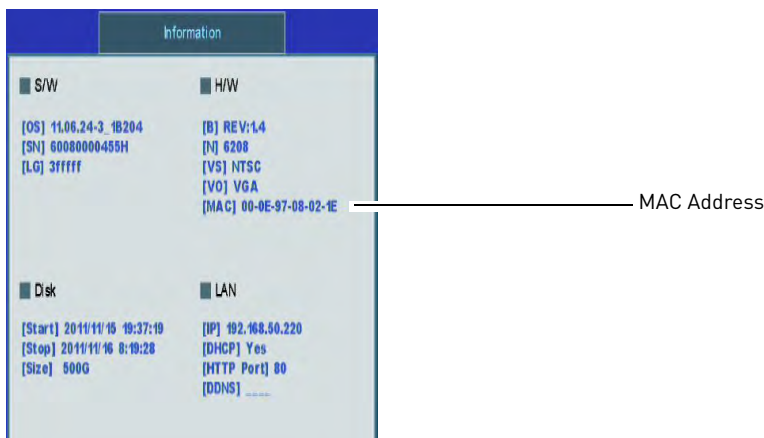 Information
S/W
[OS] 11.06.24-3_1B204
[SN] 60080000455H
[LG] 3fffff
H/W
[B] REV:1.4
[N] 6208
[VS] NTSC
[VO] VGA
[MAC] 00-0E-97-08-02-1E
MAC Address
Disk
[Start] 2011/11/15 19:37:19
[Stop] 2011/11/16 8:19:28
[Size] 500G
LAN
[IP] 192.168.50.220
[DHCP] Yes
[HTTP Port] 80
[DDNS] ____